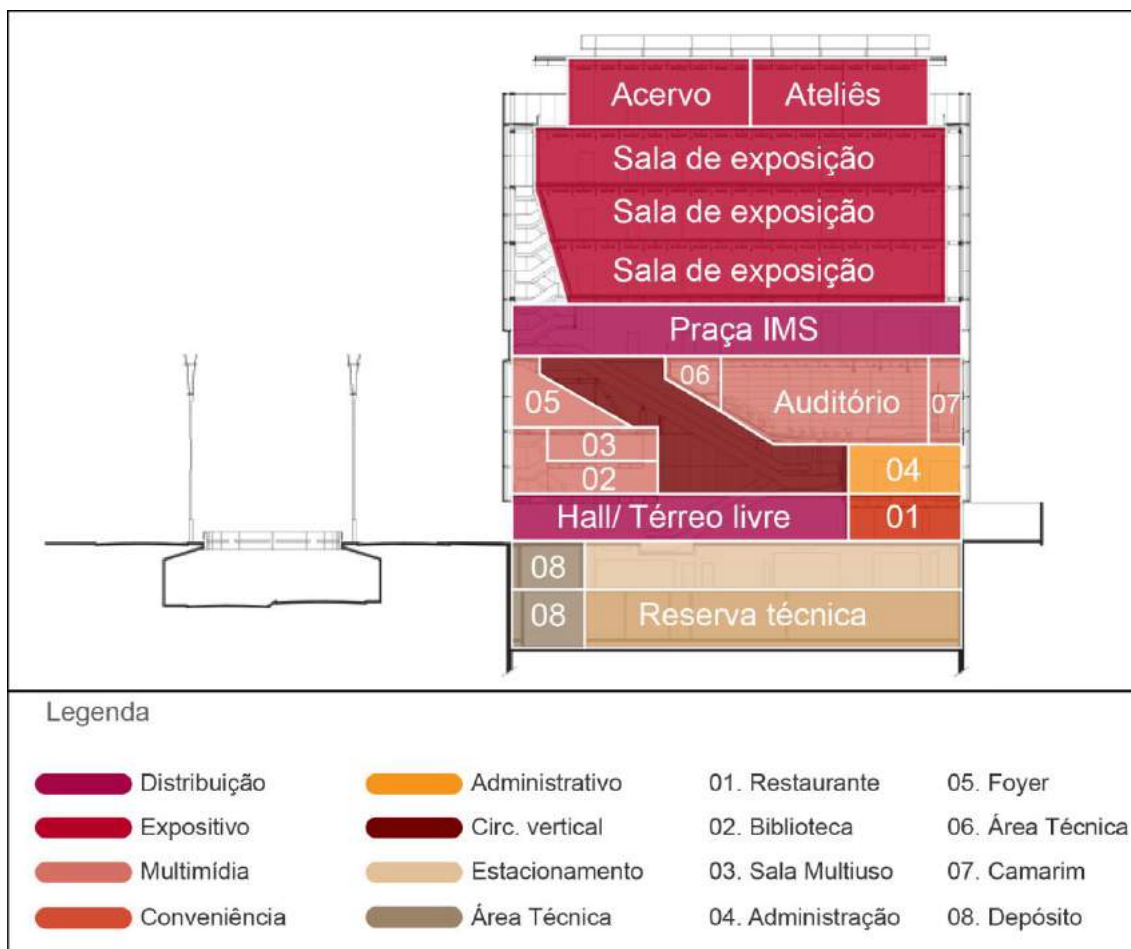 Acervo Ateliês
Sala de exposição
Sala de exposição
Sala de exposição
Praça IMS
06
05 Auditório 07
03
02 04
Hall/ Térreo livre 01
08
08 Reserva técnica
Legenda
Distribuição Administrativo 01. Restaurante 05. Foyer
Expositivo Circ. vertical 02. Biblioteca 06. Área Técnica
Multimídia Estacionamento 03. Sala Multiuso 07. Camarim
Conveniência Área Técnica 04. Administração 08. Depósito